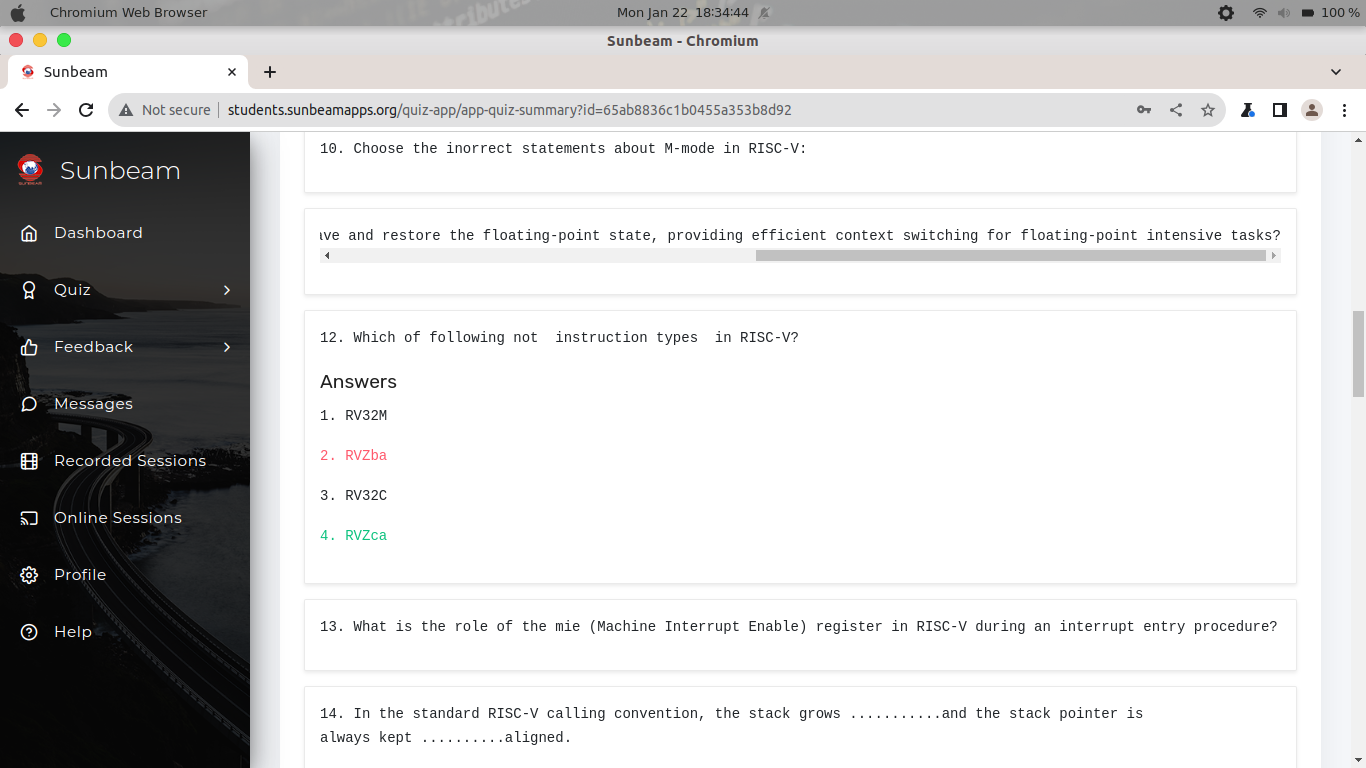 Chromium Web Browser
Mon Jan 22 18:34:44
100 %
Sunbeam - Chromium
Sunbeam
Not secure
students.sunbeamapps.org/quiz-app/app-quiz-summary?id=65ab8836c1b0455a353b8d92
Sunbeam
Dashboard
Quiz
Feedback
Messages
Recorded Sessions
Online Sessions
Profile
Help
10. Choose the inorrect statements about M-mode in RISC-V:
ve and restore the floating-point state, providing efficient context switching for floating-point intensive tasks?
12. Which of following not  instruction types  in RISC-V?
Answers
1. RV32M
2. RVZba
3. RV32C
4. RVZca
13. What is the role of the mie (Machine Interrupt Enable) register in RISC-V during an interrupt entry procedure?
14. In the standard RISC-V calling convention, the stack grows ...........and the stack pointer is
always kept ..........aligned.